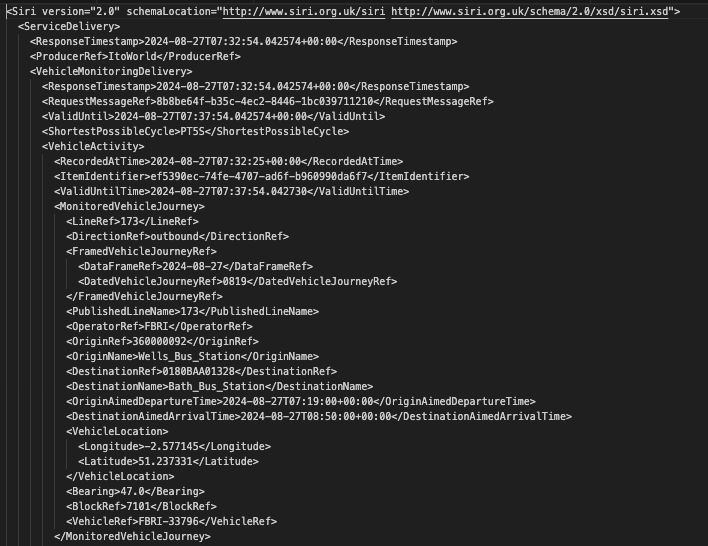 <Siri version="2.0" schemaLocation="http://www.siri.org.uk/siri http://www.siri.org.uk/schema/2.0/xsd/siri.xsd">
<ServiceDelivery>
<ResponseTimestamp>2024-08-27T07:32:54.042574+00:00</ResponseTimestamp>
<ProducerRef>ItoWorld</ProducerRef>
<VehicleMonitoringDelivery>
<ResponseTimestamp>2024-08-27T07:32:54.042574+00:00</ResponseTimestamp>
<RequestMessageRef>8b8be64f-b35c-4ec2-8446-1bc039711210</RequestMessageRef>
<ValidUntil>2024-08-27T07:37:54.042574+00:00</ValidUntil>
<ShortestPossibleCycle>PT5S</ShortestPossibleCycle>
<VehicleActivity>
<RecordedAtTime>2024-08-27T07:32:25+00:00</RecordedAtTime>
<ItemIdentifier>ef5390ec-74fe-4707-ad6f-b960990da6f7</ItemIdentifier>
<ValidUntilTime>2024-08-27T07:37:54.042730</ValidUntilTime>
<MonitoredVehicleJourney>
<LineRef>173</LineRef>
<DirectionRef>outbound</DirectionRef>
<FramedVehicleJourneyRef>
<DataFrameRef>2024-08-27</DataFrameRef>
<DatedVehicleJourneyRef>0819</DatedVehicleJourneyRef>
</FramedVehicleJourneyRef>
<PublishedLineName>173</PublishedLineName>
<OperatorRef>FBRI</OperatorRef>
<OriginRef>360000092</OriginRef>
<OriginName>Wells_Bus_Station</OriginName>
<DestinationRef>0180BAA01328</DestinationRef>
<DestinationName>Bath_Bus_Station</DestinationName>
<OriginAimedDepartureTime>2024-08-27T07:19:00+00:00</OriginAimedDepartureTime>
<DestinationAimedArrivalTime>2024-08-27T08:50:00+00:00</DestinationAimedArrivalTime>
<VehicleLocation>
<Longitude>-2.577145</Longitude>
<Latitude>51.237331</Latitude>
</VehicleLocation>
<Bearing>47.0</Bearing>
<BlockRef>7101</BlockRef>
<VehicleRef>FBRI-33796</VehicleRef>
</MonitoredVehicleJourney>